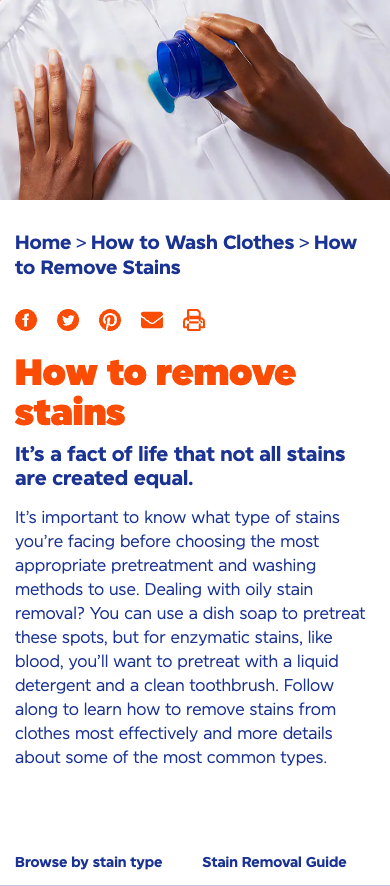 Home > How to Wash Clothes > How
to Remove Stains
How to remove
stains
It's a fact of life that not all stains
are created equal.
It's important to know what type of stains
you're facing before choosing the most
appropriate pretreatment and washing
methods to use. Dealing with oily stain
removal? You can use a dish soap to pretreat
these spots, but for enzymatic stains, like
blood, you'll want to pretreat with a liquid
detergent and a clean toothbrush. Follow
along to learn how to remove stains from
clothes most effectively and more details
about some of the most common types.
Browse by stain type
Stain Removal Guide